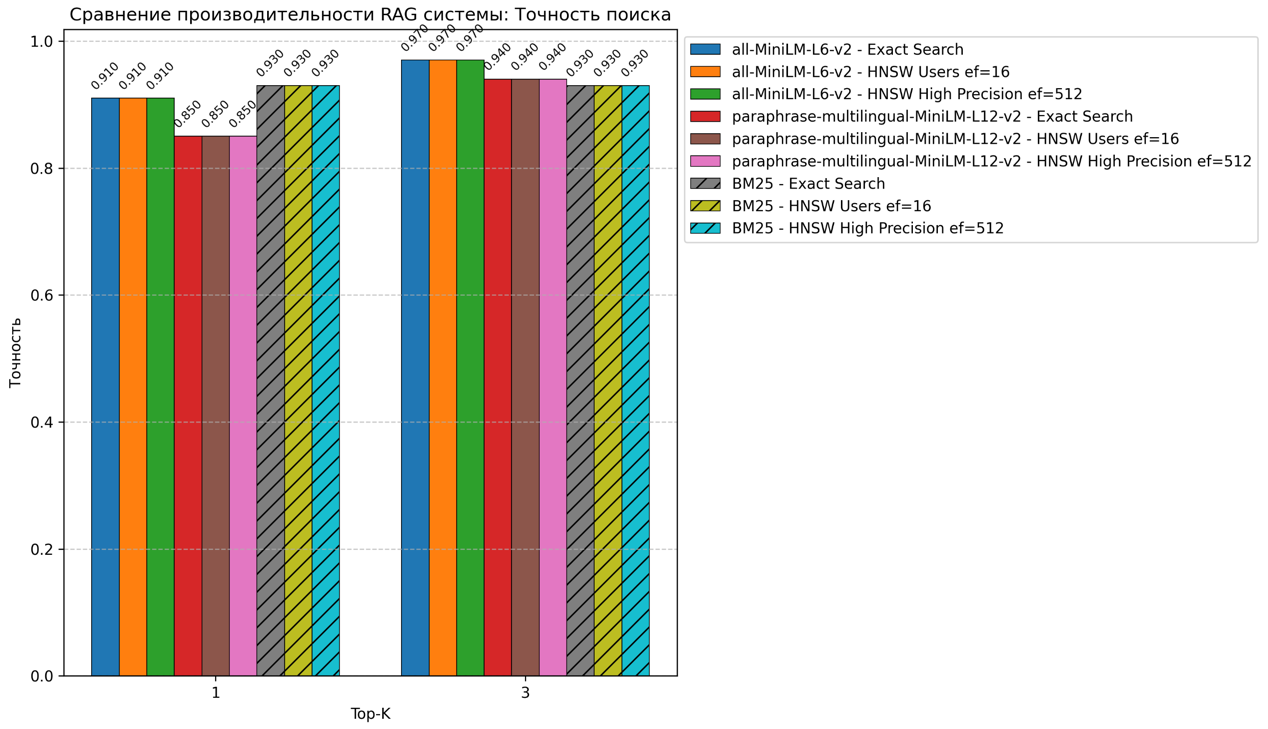 Сравнение производительности RAG системы: Точность поиска
Точность
1.0
0.8
0.6
0.4
0.2
0.0
0.910
0.910
0.910
0.850
0.850
0.850
0.930
0.930
0.930
0.970
0.970
0.970
0.940
0.940
0.940
0.930
0.930
0.930
1
3
Top-K
all-MiniLM-L6-v2 - Exact Search
all-MiniLM-L6-v2 - HNSW Users ef=16
all-MiniLM-L6-v2 - HNSW High Precision ef=512
paraphrase-multilingual-MiniLM-L12-v2 - Exact Search
paraphrase-multilingual-MiniLM-L12-v2 - HNSW Users ef=16
paraphrase-multilingual-MiniLM-L12-v2 - HNSW High Precision ef=512
BM25 - Exact Search
BM25 - HNSW Users ef=16
BM25 - HNSW High Precision ef=512